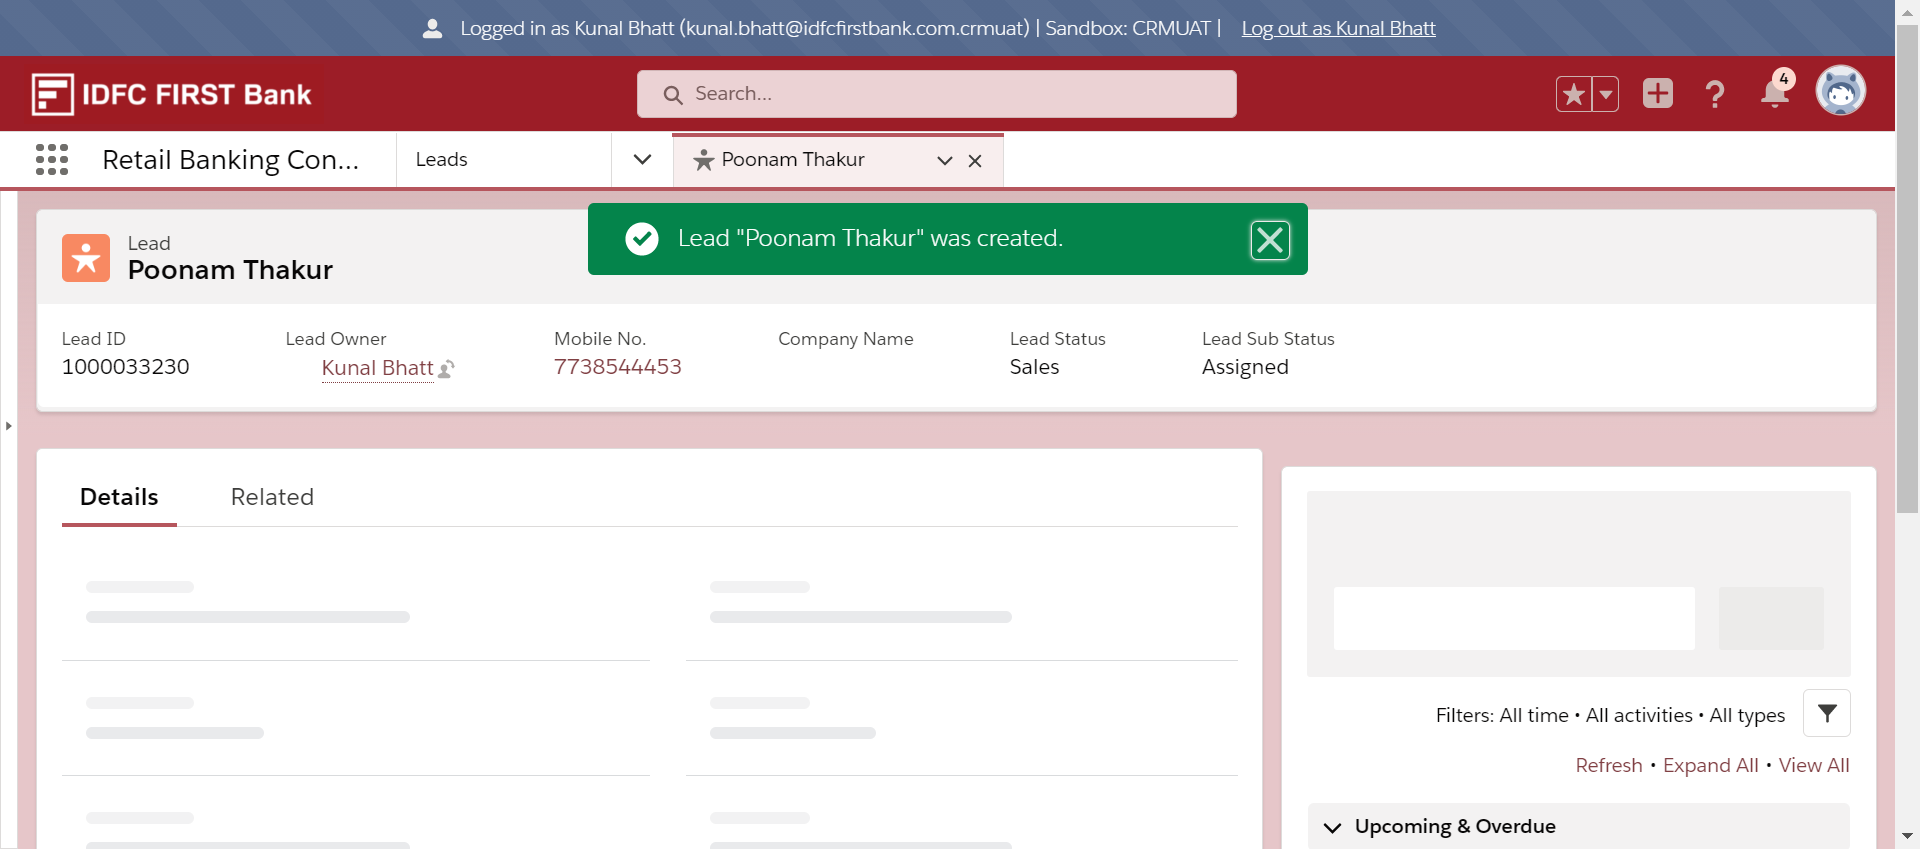 Logged in as Kunal Bhatt (kunal.bhatt@idfcfirstbank.com.crmuat) | Sandbox: CRMUAT | Log out as Kunal Bhatt
IDFC FIRST Bank
Search...
4
Retail Banking Con...
Leads
Poonam Thakur
Lead "Poonam Thakur" was created.
Lead
Poonam Thakur
Lead ID
1000033230
Lead Owner
Kunal Bhatt
Mobile No.
7738544453
Company Name
Lead Status
Sales
Lead Sub Status
Assigned
Details
Related
Filters: All time • All activities • All types
Refresh • Expand All • View All
Upcoming & Overdue